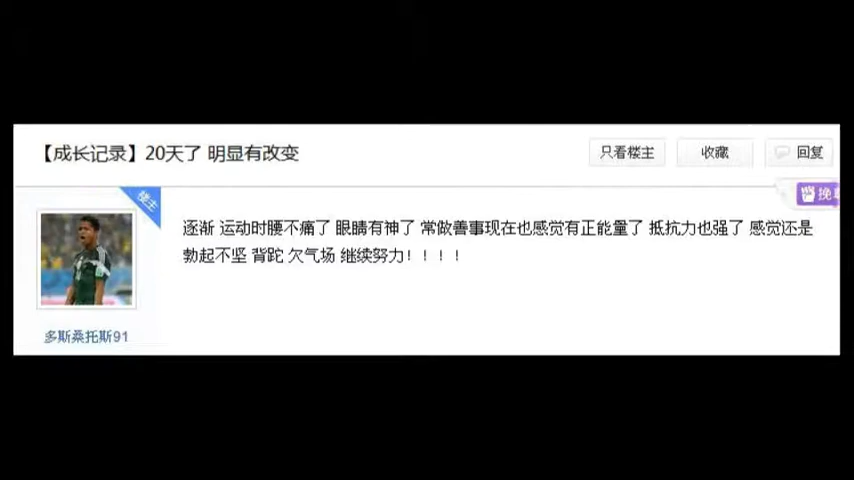 【成长记录】20天了 明显有改变
只看楼主
收藏
回复
楼主
挽
逐渐 运动时腰不痛了 眼睛有神了 常做善事现在也感觉有正能量了 抵抗力也强了 感觉还是
勃起不坚 背跎 欠气场 继续努力！！！！
多斯桑托斯91